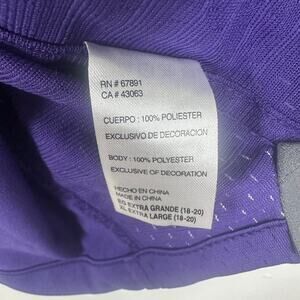 RN # 67891
CA # 43063
CUERPO : 100% POLIESTER
EXCLUSIVO DE DECORACION
BODY : 100% POLYESTER
EXCLUSIVE OF DECORATION
HECHO EN CHINA
MADE IN CHINA
EG EXTRA GRANDE (18-20)
XL EXTRA LARGE (18-20)